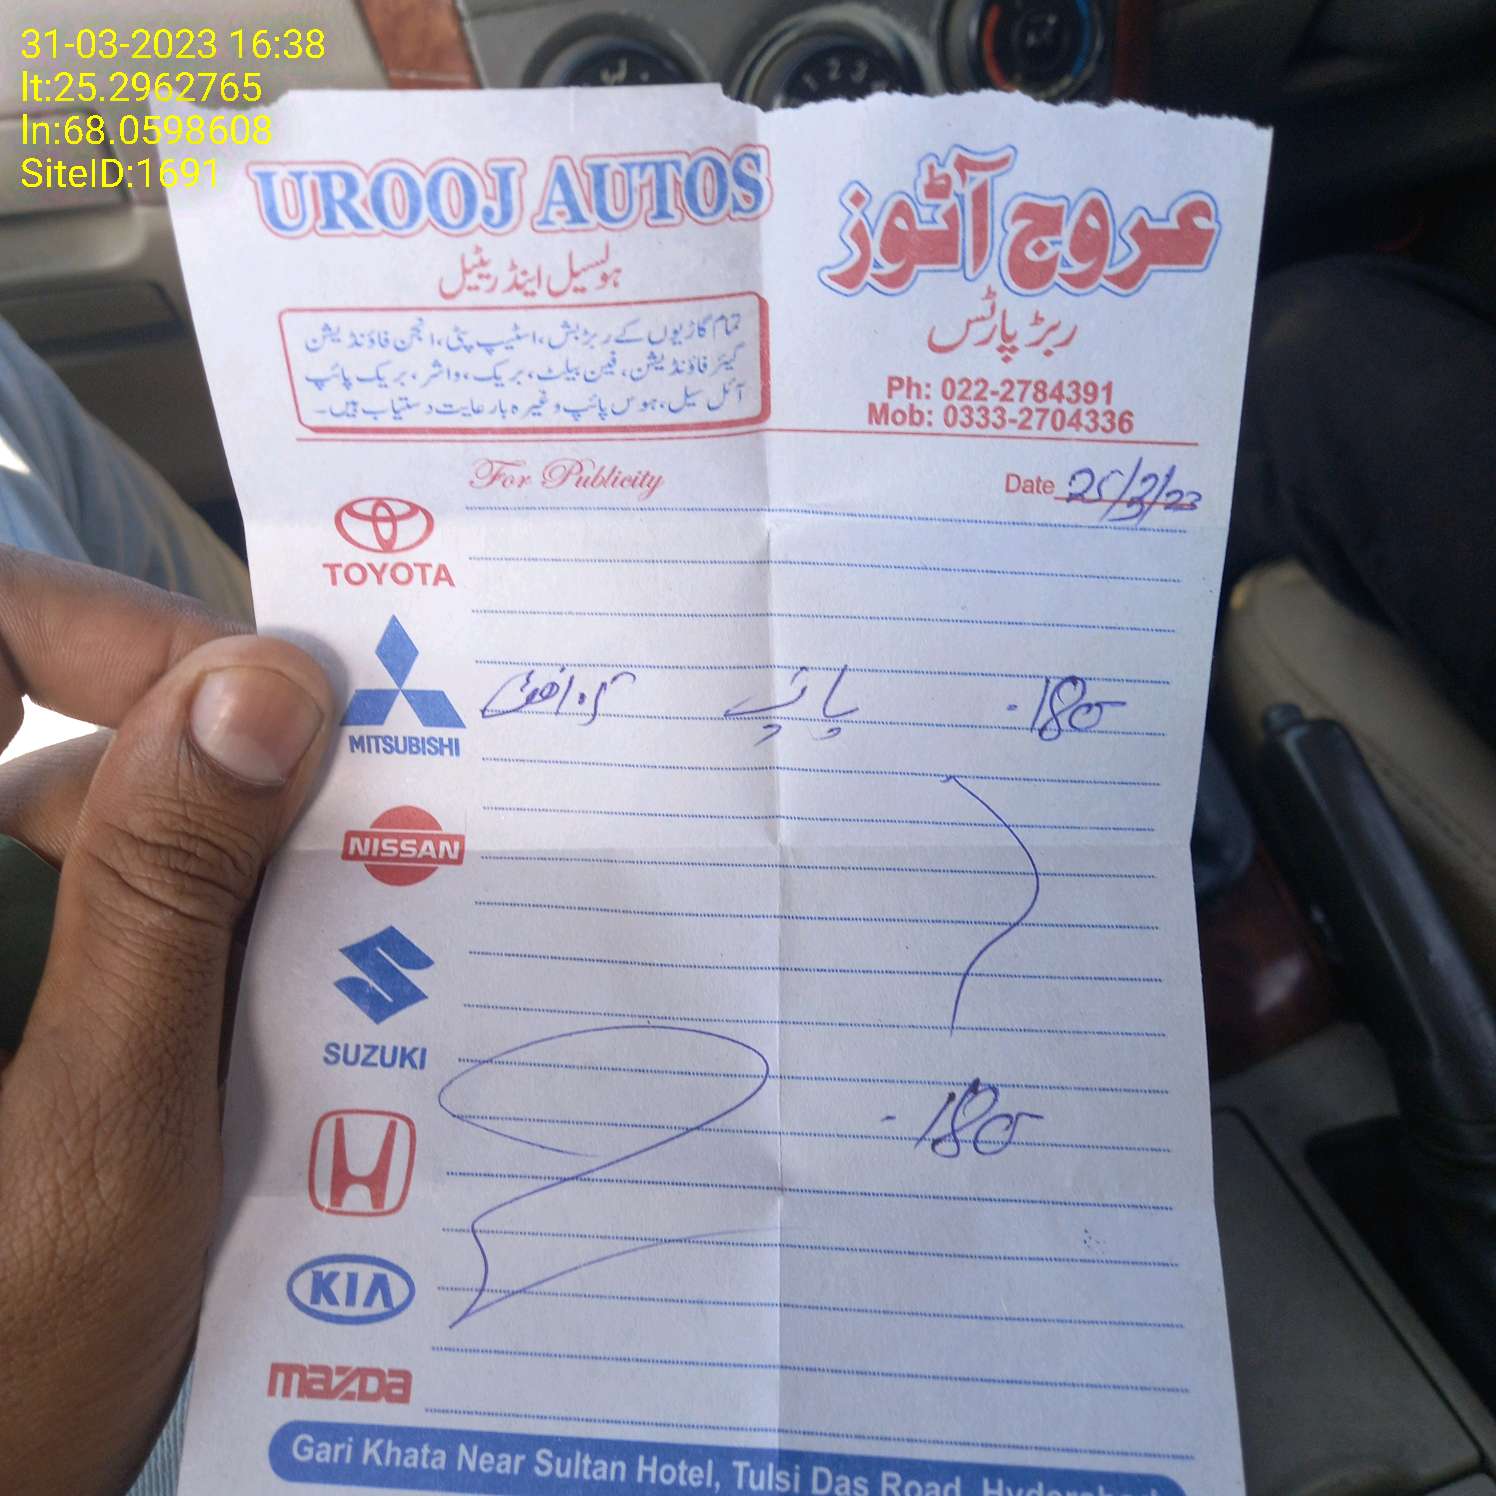 31-03-2023 16:38
lt:25.2962765
ln:68.0598608
SiteID:1691
UROOJ AUTOS
ہولسیل اینڈ ریٹیل
تمام گاڑیوں کے ربڑ بش، اسٹیپ پٹی، انجن فاؤنڈیشن
گیئر فاؤنڈیشن، فین بیلٹ، بریک، واشر، بریک پائپ
آئل سیل، ہوس پائپ وغیرہ بارعایت دستیاب ہیں۔
عروج آٹوز
ربڑ پارٹس
Ph: 022-2784391
Mob: 0333-2704336
For Publicity
Date 25/3/23
TOYOTA
MITSUBISHI
پائپ
180
NISSAN
SUZUKI
180
KIA
mazda
Gari Khata Near Sultan Hotel, Tulsi Das Road, Hyderabad